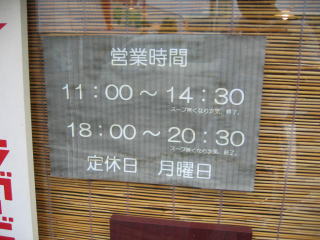 営業時間
11：00～14：30
スープ無くなり次第、終了。
18：00～20：30
スープ無くなり次第、終了。
定休日 月曜日